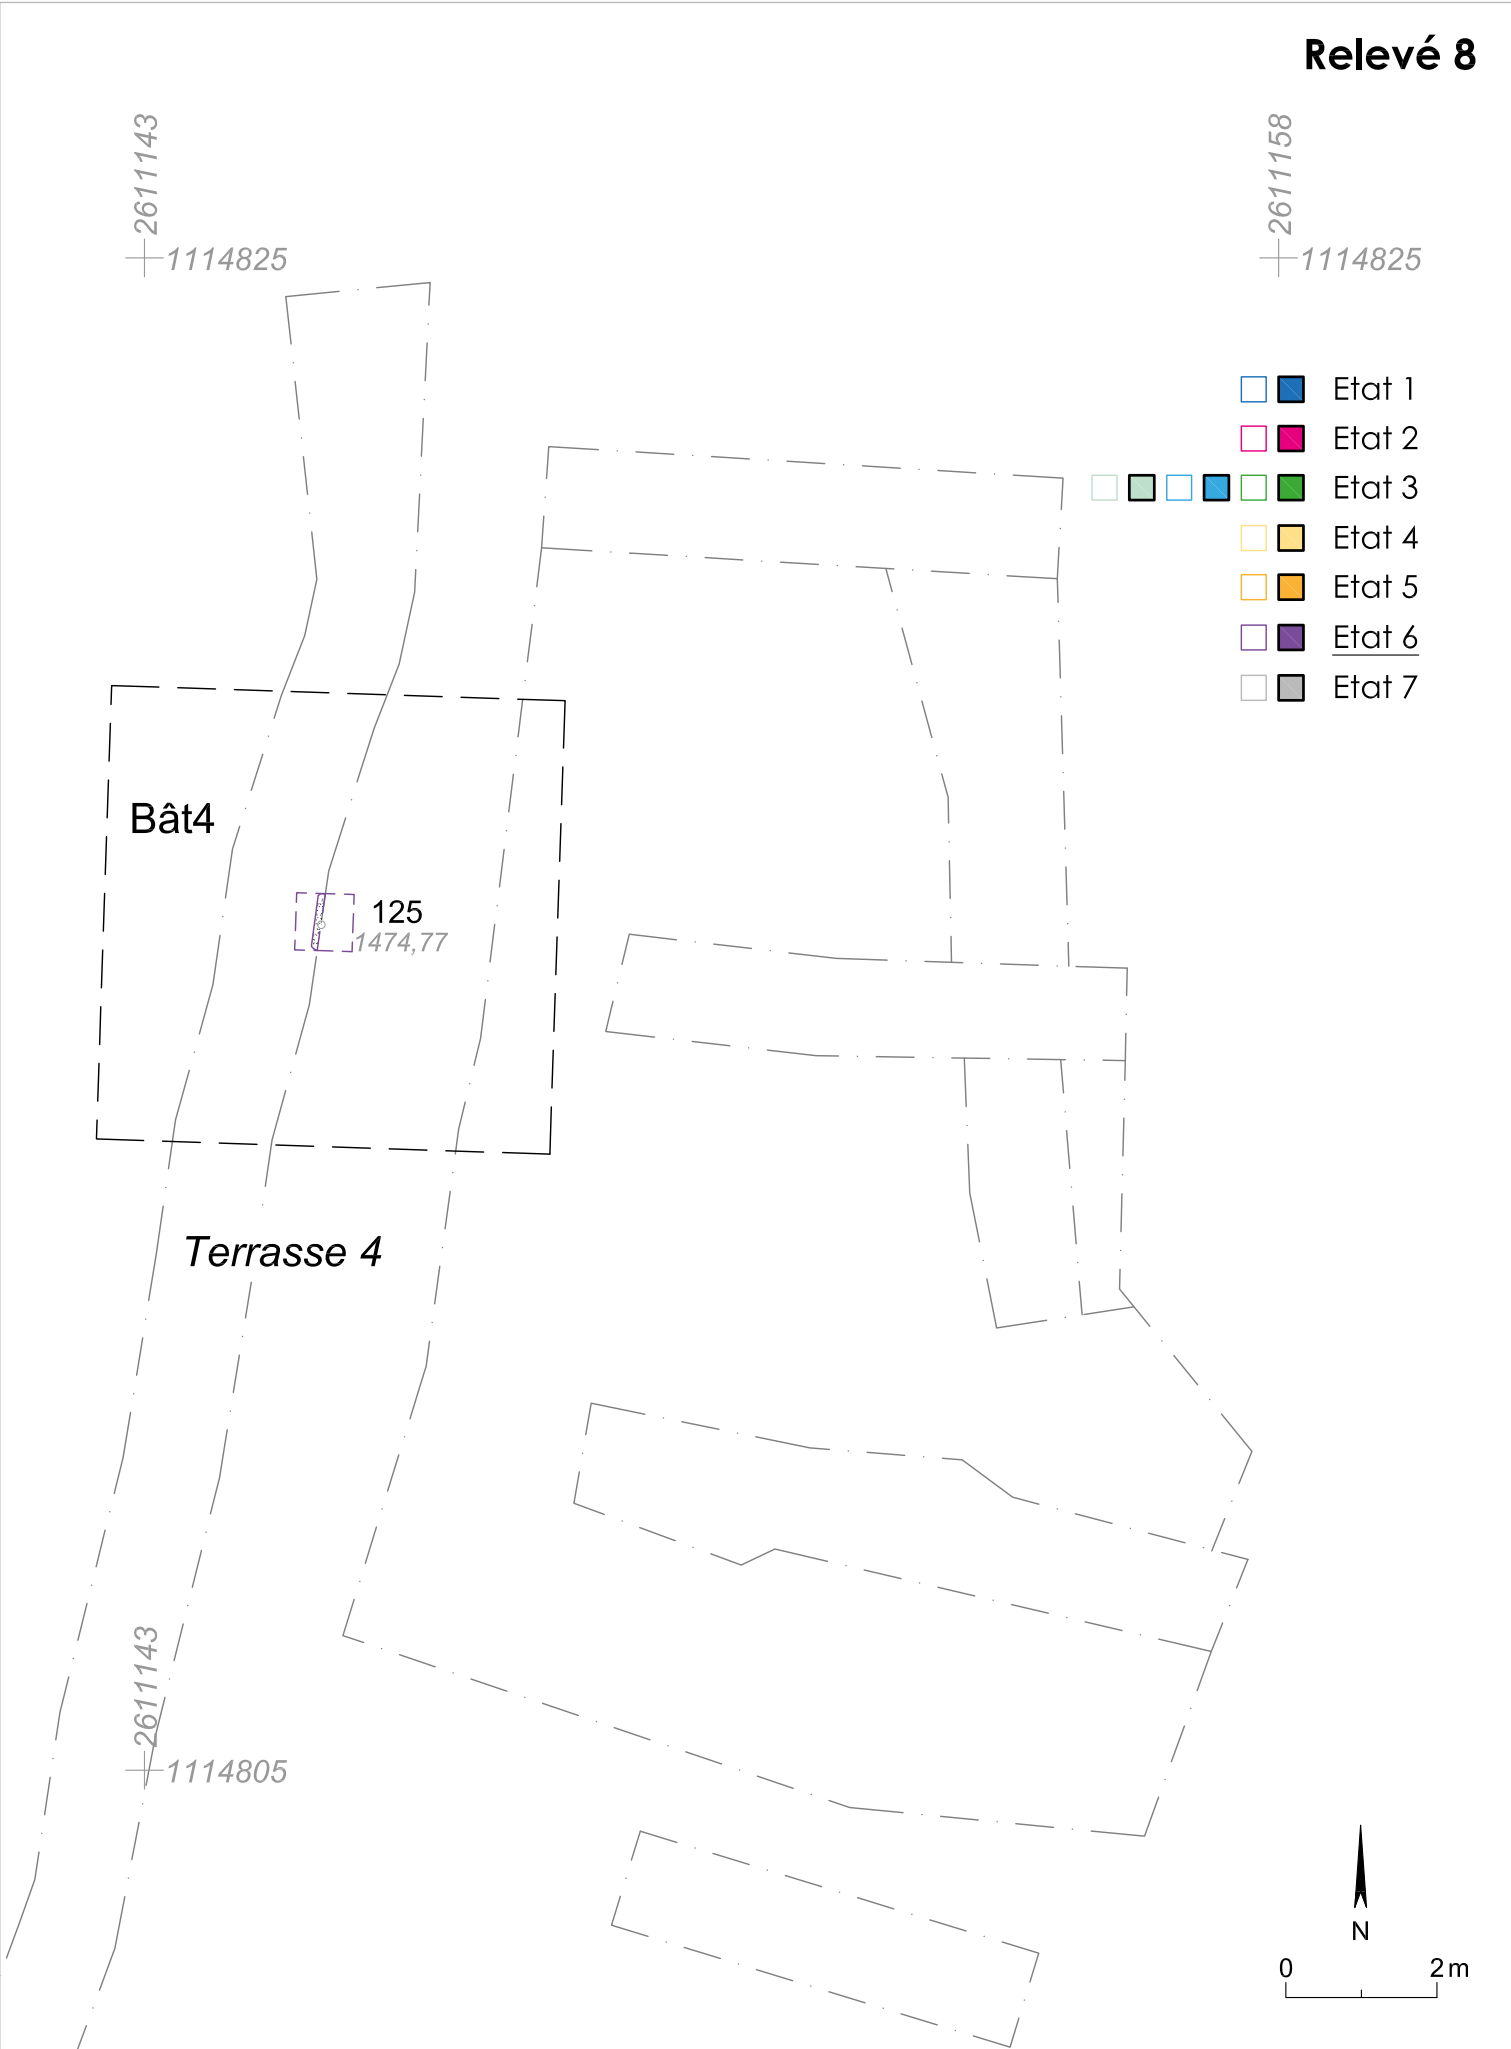 Relevé 8
2611143
2611158
1114825
1114825
Etat 1
Etat 2
Etat 3
Etat 4
Etat 5
Etat 6
Etat 7
Bât4
125
1474,77
Terrasse 4
2611143
1114805
N
0 2 m